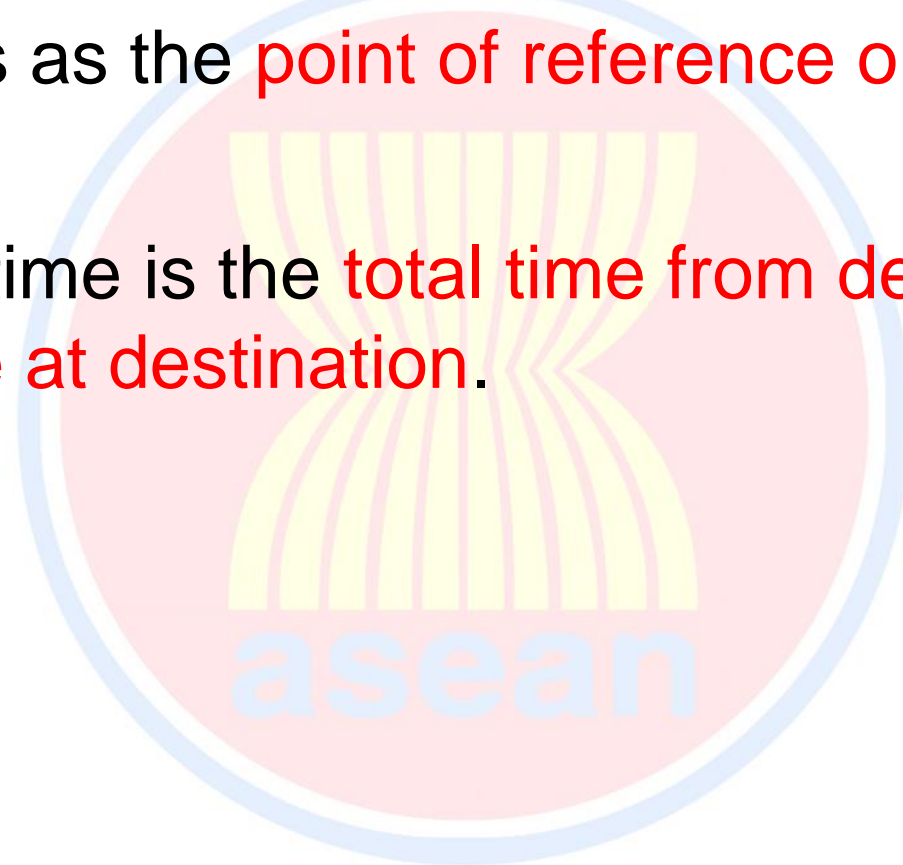 s as the point of reference o
ime is the total time from de
e at destination.
asean